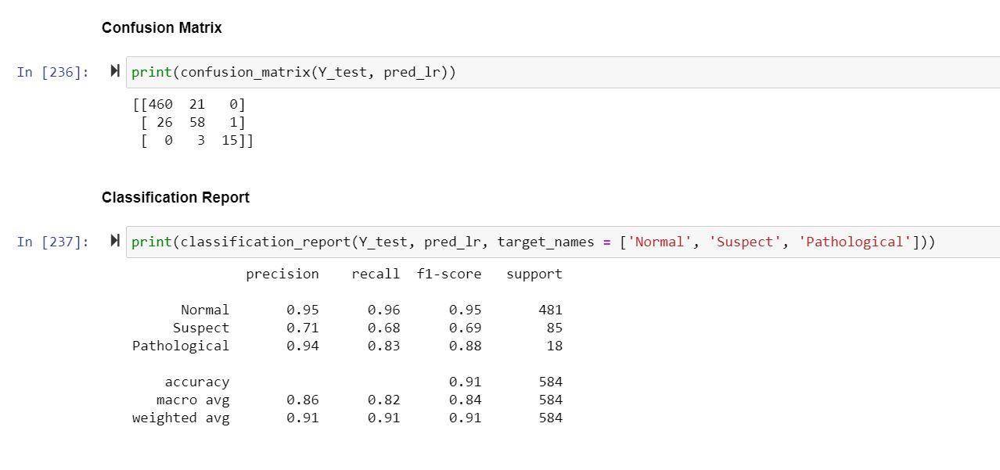 Confusion Matrix
In [236]: print(confusion_matrix(Y_test, pred_lr))
[[460  21   0]
 [ 26  58   1]
 [  0   3  15]]
Classification Report
In [237]: print(classification_report(Y_test, pred_lr, target_names = ['Normal', 'Suspect', 'Pathological']))
              precision    recall  f1-score   support
      Normal       0.95      0.96      0.95       481
     Suspect       0.71      0.68      0.69        85
Pathological       0.94      0.83      0.88        18
    accuracy                           0.91       584
   macro avg       0.86      0.82      0.84       584
weighted avg       0.91      0.91      0.91       584